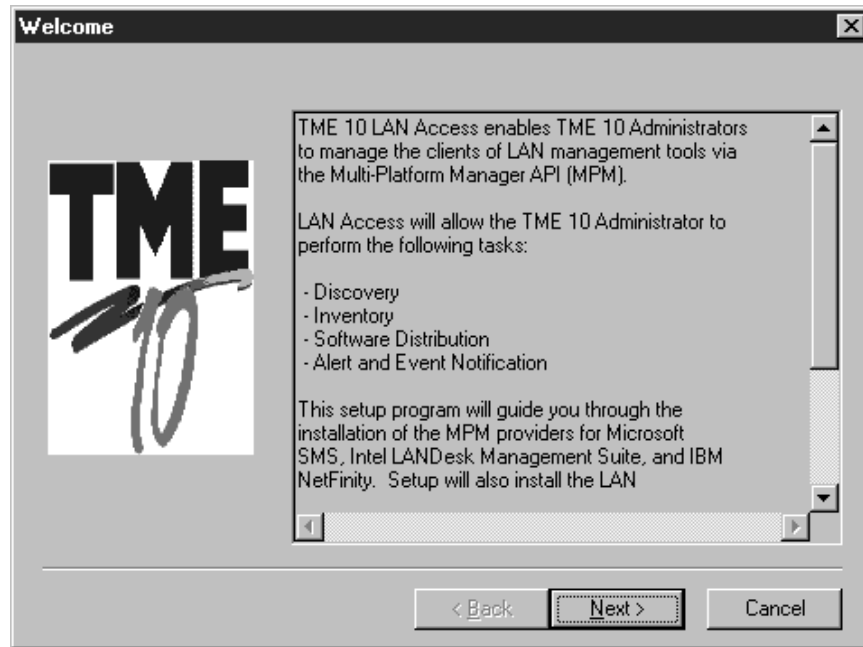 Welcome
TME 10 LAN Access enables TME 10 Administrators
to manage the clients of LAN management tools via
the Multi-Platform Manager API (MPM).
LAN Access will allow the TME 10 Administrator to
perform the following tasks:
- Discovery
- Inventory
- Software Distribution
- Alert and Event Notification
This setup program will guide you through the
installation of the MPM providers for Microsoft
SMS, Intel LANDesk Management Suite, and IBM
NetFinity.  Setup will also install the LAN
TME
10
< Back
Next >
Cancel